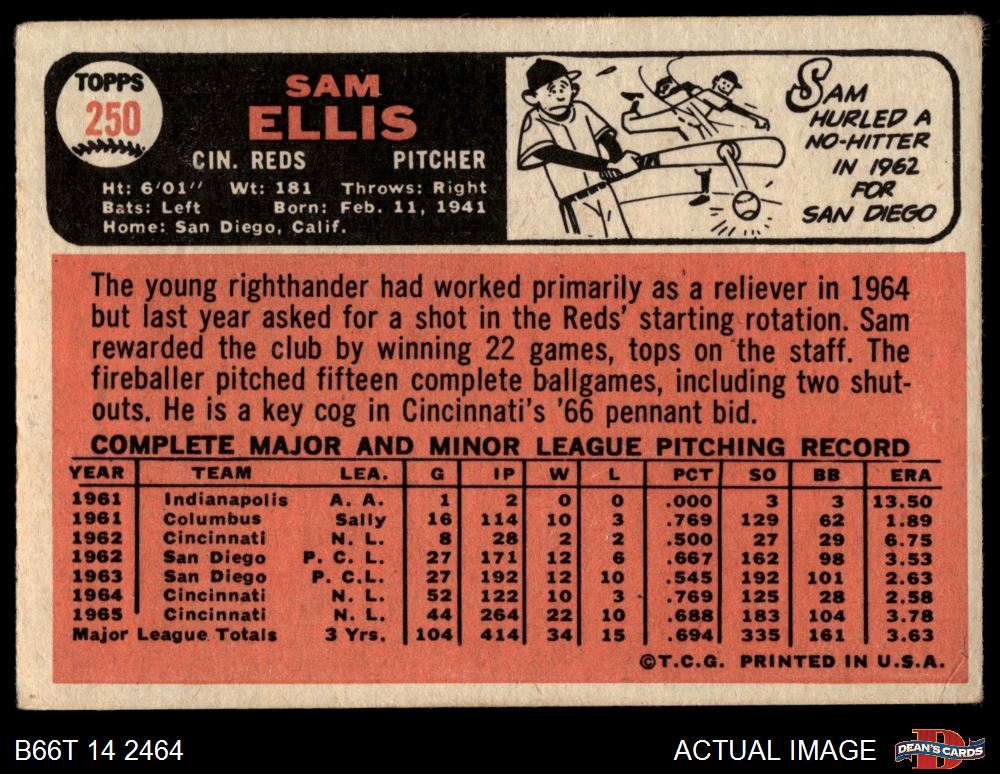 TOPPS
250
SAM
ELLIS
CIN. REDS PITCHER
Ht: 6'01" Wt: 181 Throws: Right
Bats: Left Born: Feb. 11, 1941
Home: San Diego, Calif.
SAM
HURLED A
NO-HITTER
IN 1962
FOR
SAN DIEGO
The young righthander had worked primarily as a reliever in 1964
but last year asked for a shot in the Reds' starting rotation. Sam
rewarded the club by winning 22 games, tops on the staff. The
fireballer pitched fifteen complete ballgames, including two shut-
outs. He is a key cog in Cincinnati's '66 pennant bid.
COMPLETE MAJOR AND MINOR LEAGUE PITCHING RECORD
YEAR TEAM LEA. G IP W L PCT SO BB ERA
1961 Indianapolis A. A. 1 2 0 0 .000 3 3 13.50
1961 Columbus Sally 16 114 10 3 .769 129 62 1.89
1962 Cincinnati N. L. 8 28 2 2 .500 27 29 6.75
1962 San Diego P. C. L. 27 171 12 6 .667 162 98 3.53
1963 San Diego P. C. L. 27 192 12 10 .545 192 101 2.63
1964 Cincinnati N. L. 52 122 10 3 .769 125 28 2.58
1965 Cincinnati N. L. 44 264 22 10 .688 183 104 3.78
Major League Totals 3 Yrs. 104 414 34 15 .694 335 161 3.63
©T.C.G. PRINTED IN U.S.A.
B66T 14 2464 ACTUAL IMAGE DEAN'S CARDS